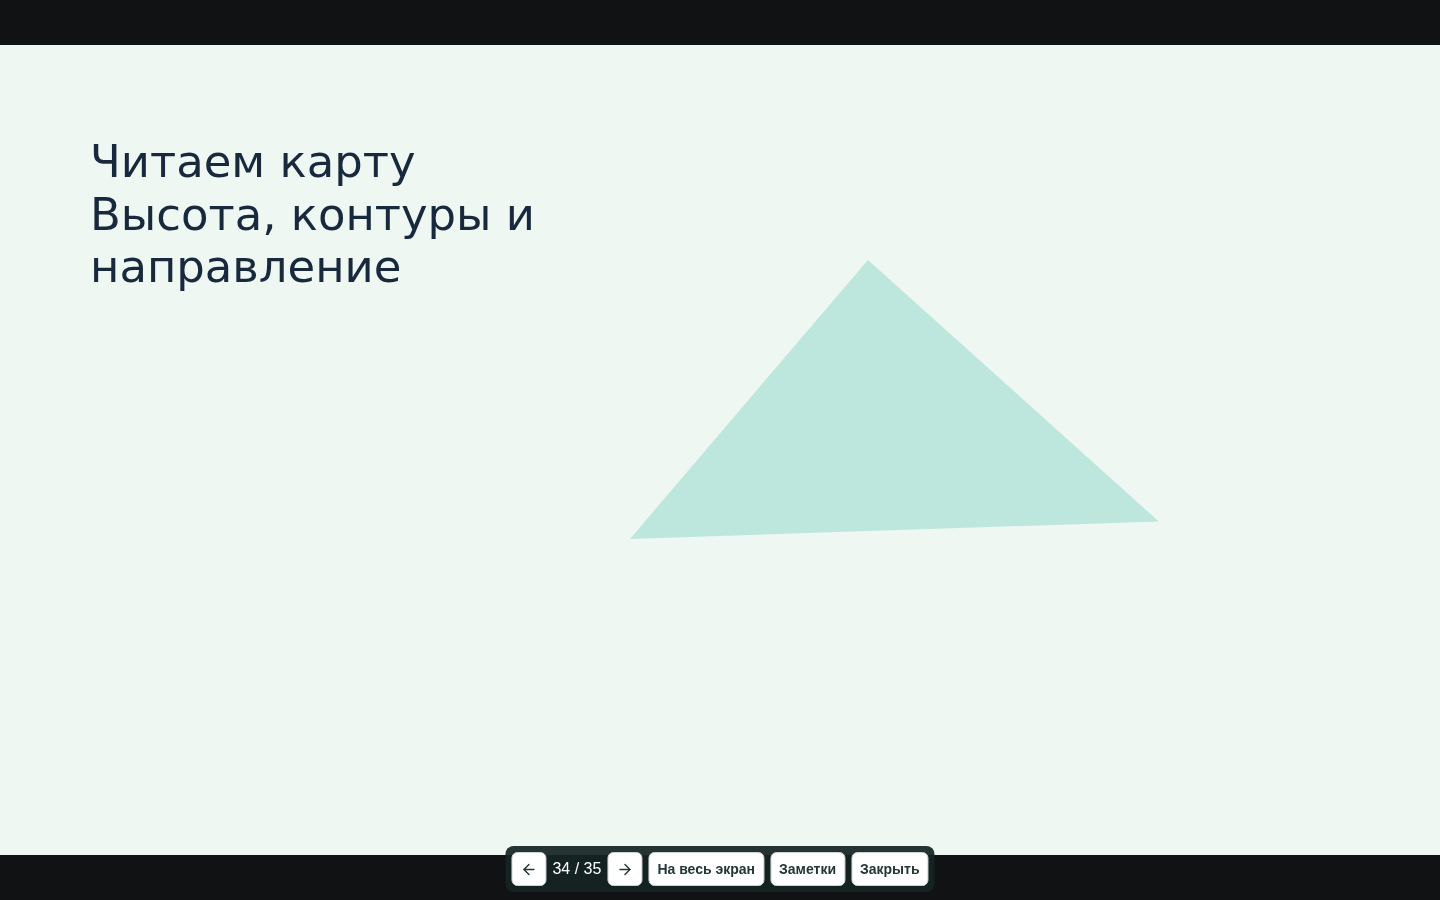 Читаем карту
Высота, контуры и
направление
34 / 35
На весь экран
Заметки
Закрыть